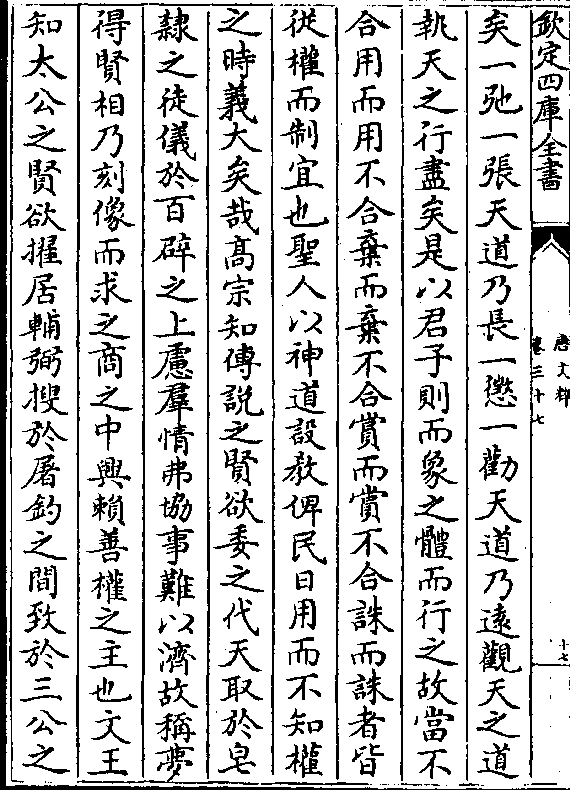 欽定四庫全書
唐文粹
卷三十七
十七
矣一弛一張天道乃長一懲一勸天道乃遠觀天之道
執天之行盡矣是以君子則而象之體而行之故當不
合用而用不合棄而棄不合賞而賞不合誅而誅者皆
從權而制宜也聖人以神道設教俾民日用而不知權
之時義大矣哉高宗知傅説之賢欲委之代天取於皂
隷之徒儀於百辟之上慮羣情弗協事難以濟故稱夢
得賢相乃刻像而求之商之中興賴善權之主也文王
知太公之賢欲擢居輔弼搜於屠釣之間致於三公之